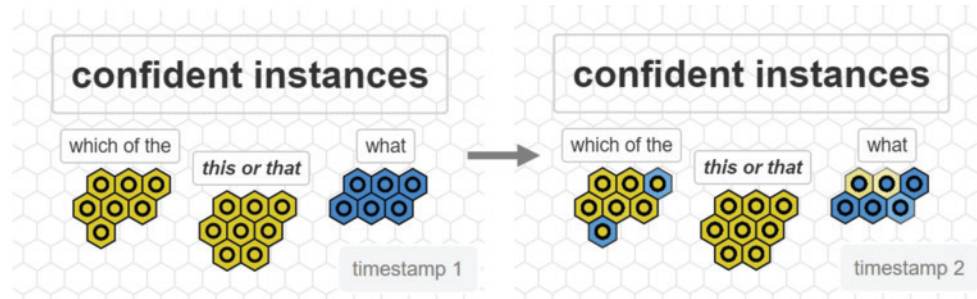 confident instances
which of the
this or that
what
timestamp 1
confident instances
which of the
this or that
what
timestamp 2